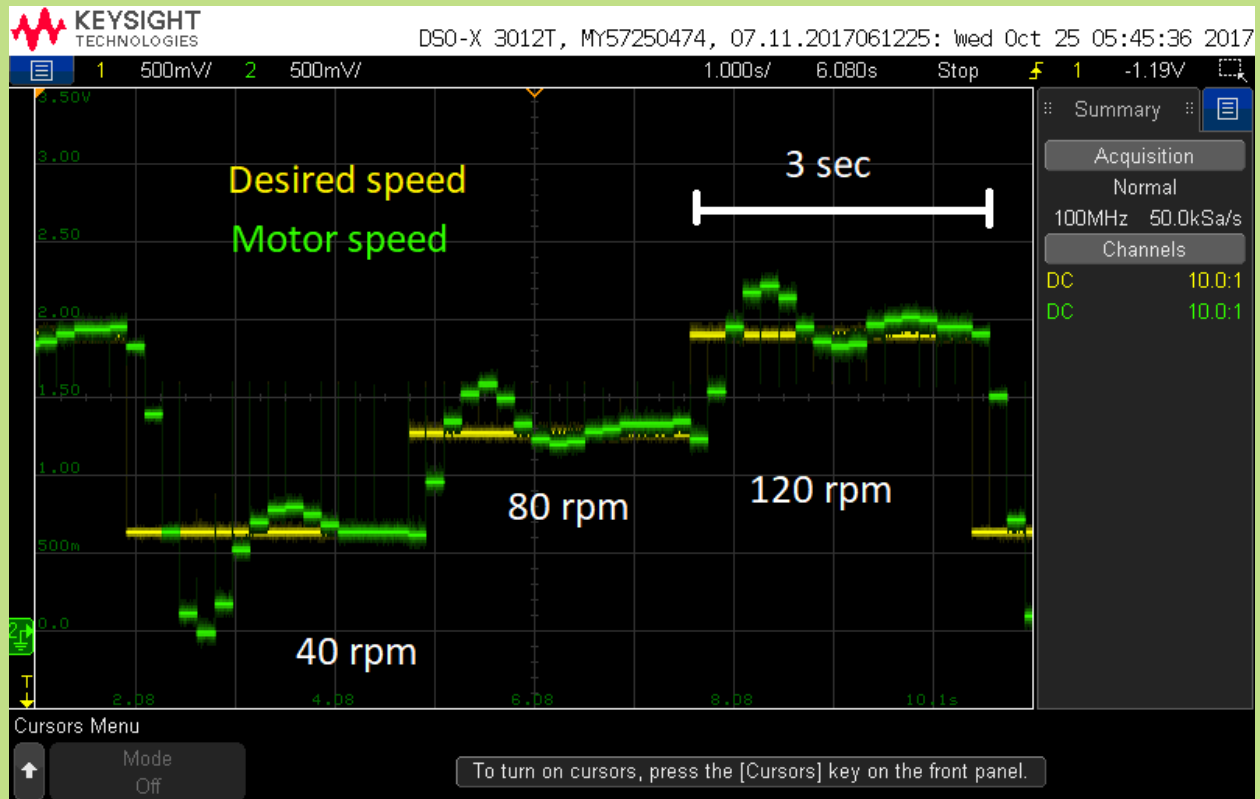 KEYSIGHT
TECHNOLOGIES
DSO-X 3012T, MY57250474, 07.11.2017061225: Wed Oct 25 05:45:36 2017
1 500mV/ 2 500mV/ 1.000s/ 6.080s Stop 1 -1.19V
3.50V
Summary
Acquisition
Normal
100MHz 50.0kSa/s
Channels
DC 10.0:1
DC 10.0:1
3.00
3 sec
Desired speed
2.50
Motor speed
2.00
1.50
1.00
80 rpm
120 rpm
500m
2
0.0
40 rpm
T
2.08 4.08 6.08 8.08 10.1s
Cursors Menu
Mode
Off
To turn on cursors, press the [Cursors] key on the front panel.